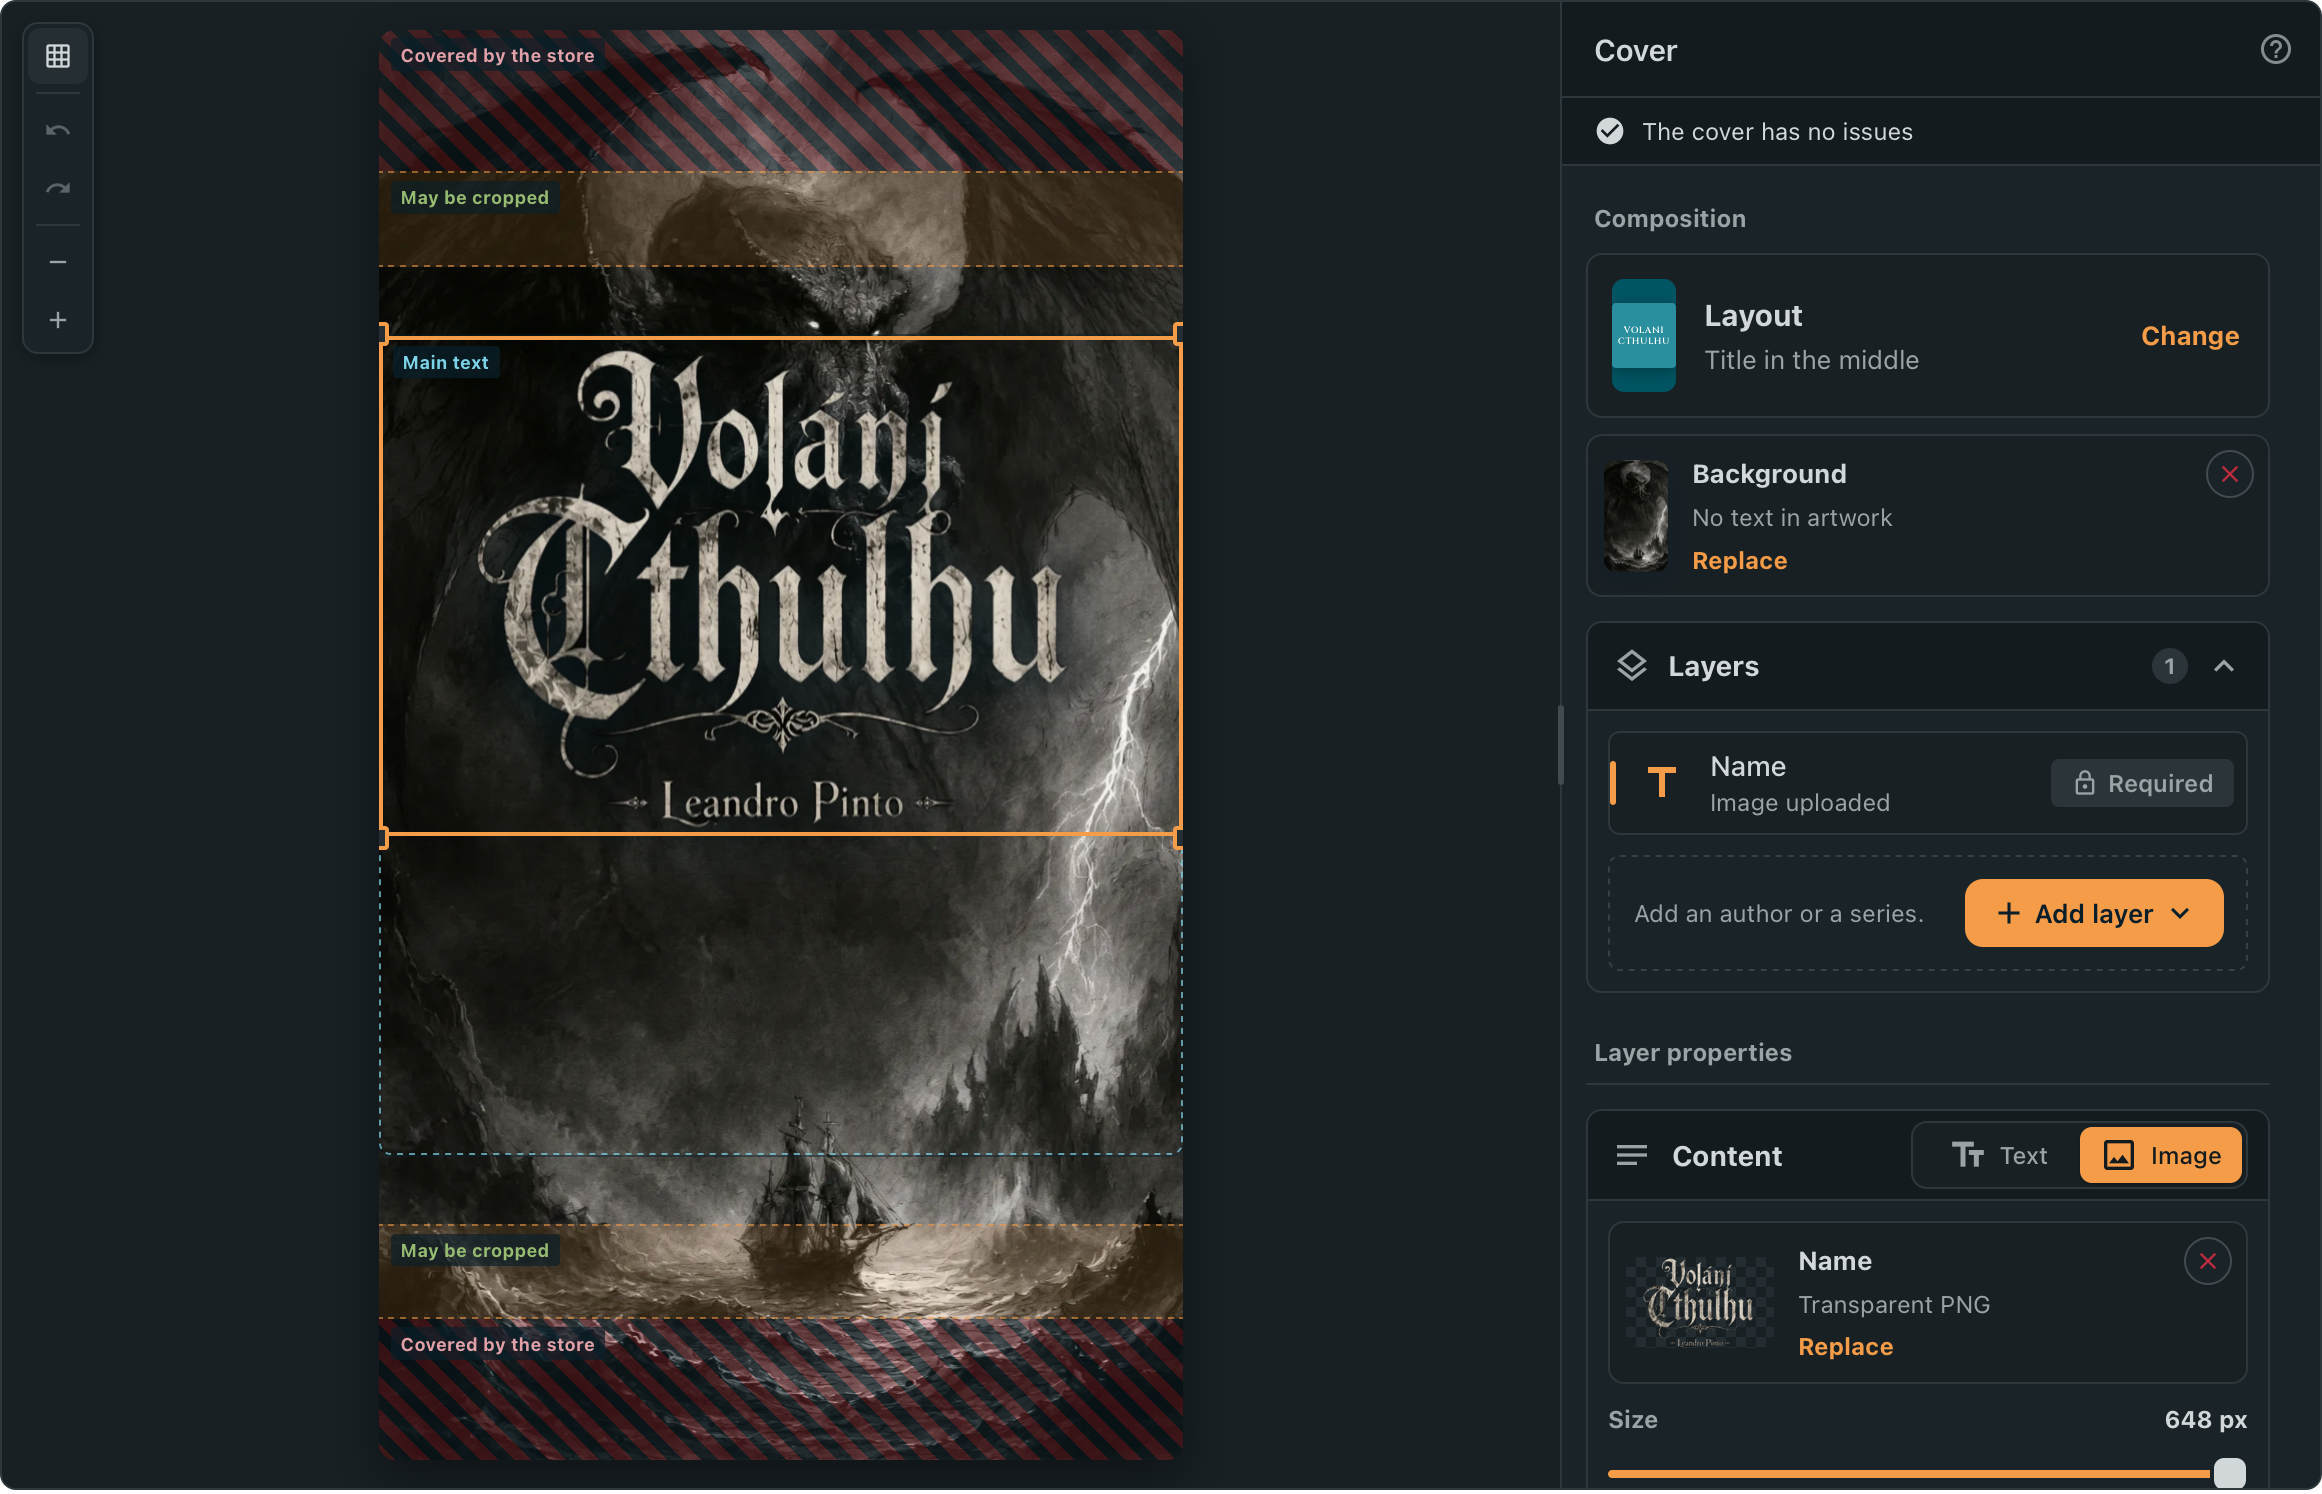 Covered by the store
May be cropped
Main text
Volání
Cthulhu
Leandro Pinto
May be cropped
Covered by the store
Cover
The cover has no issues
Composition
VOLANI
CTHULHU
Layout
Title in the middle
Change
Background
No text in artwork
Replace
Layers
1
Name
Image uploaded
Required
Add an author or a series.
Add layer
Layer properties
Content
Text
Image
Volání
Cthulhu
Leandro Pinto
Name
Transparent PNG
Replace
Size
648 px